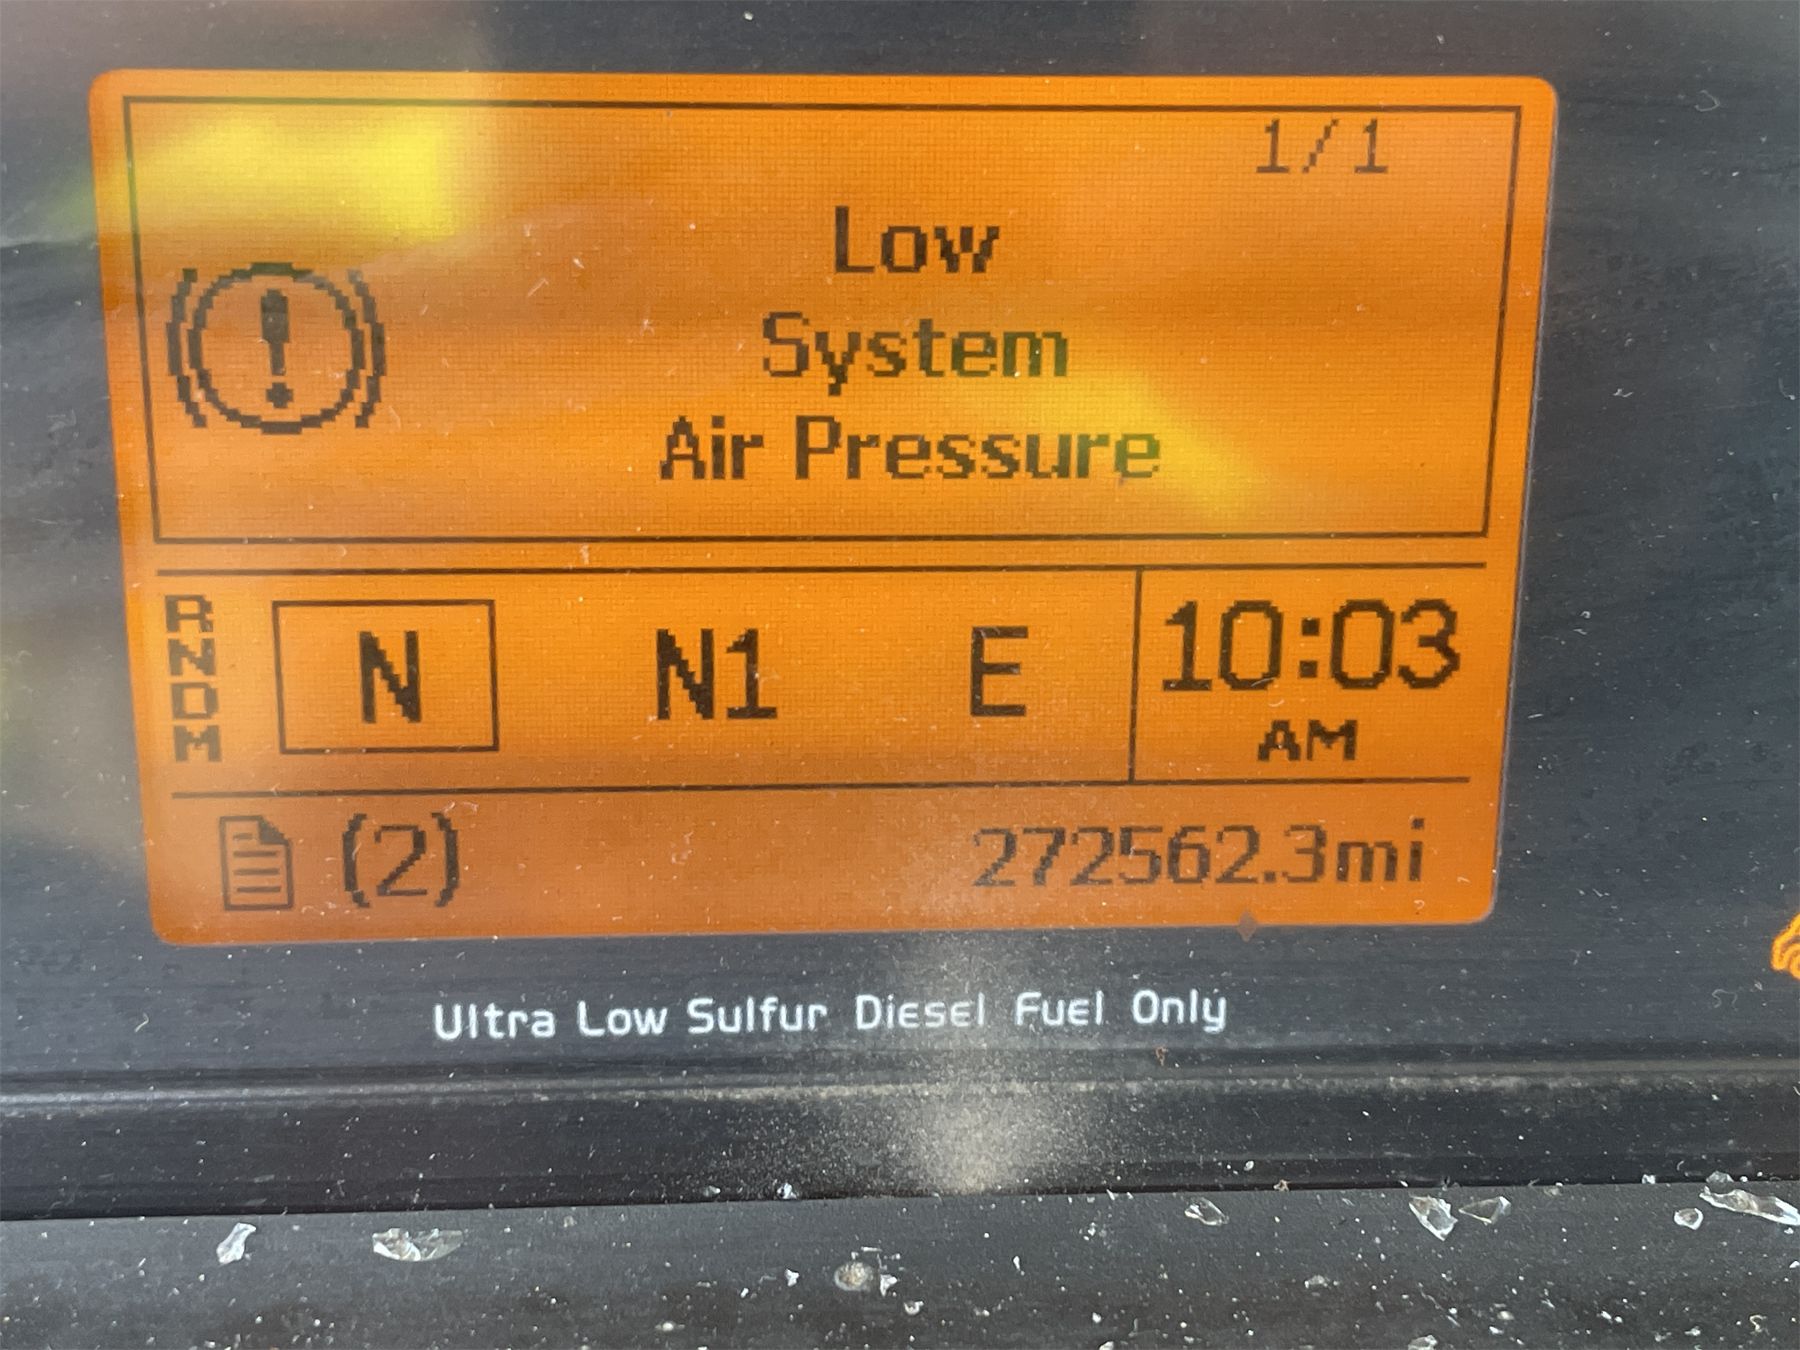 1/1
Low
System
Air Pressure
R
N
D
M
N N1 E 10:03
AM
(2) 272562.3mi
Ultra Low Sulfur Diesel Fuel Only